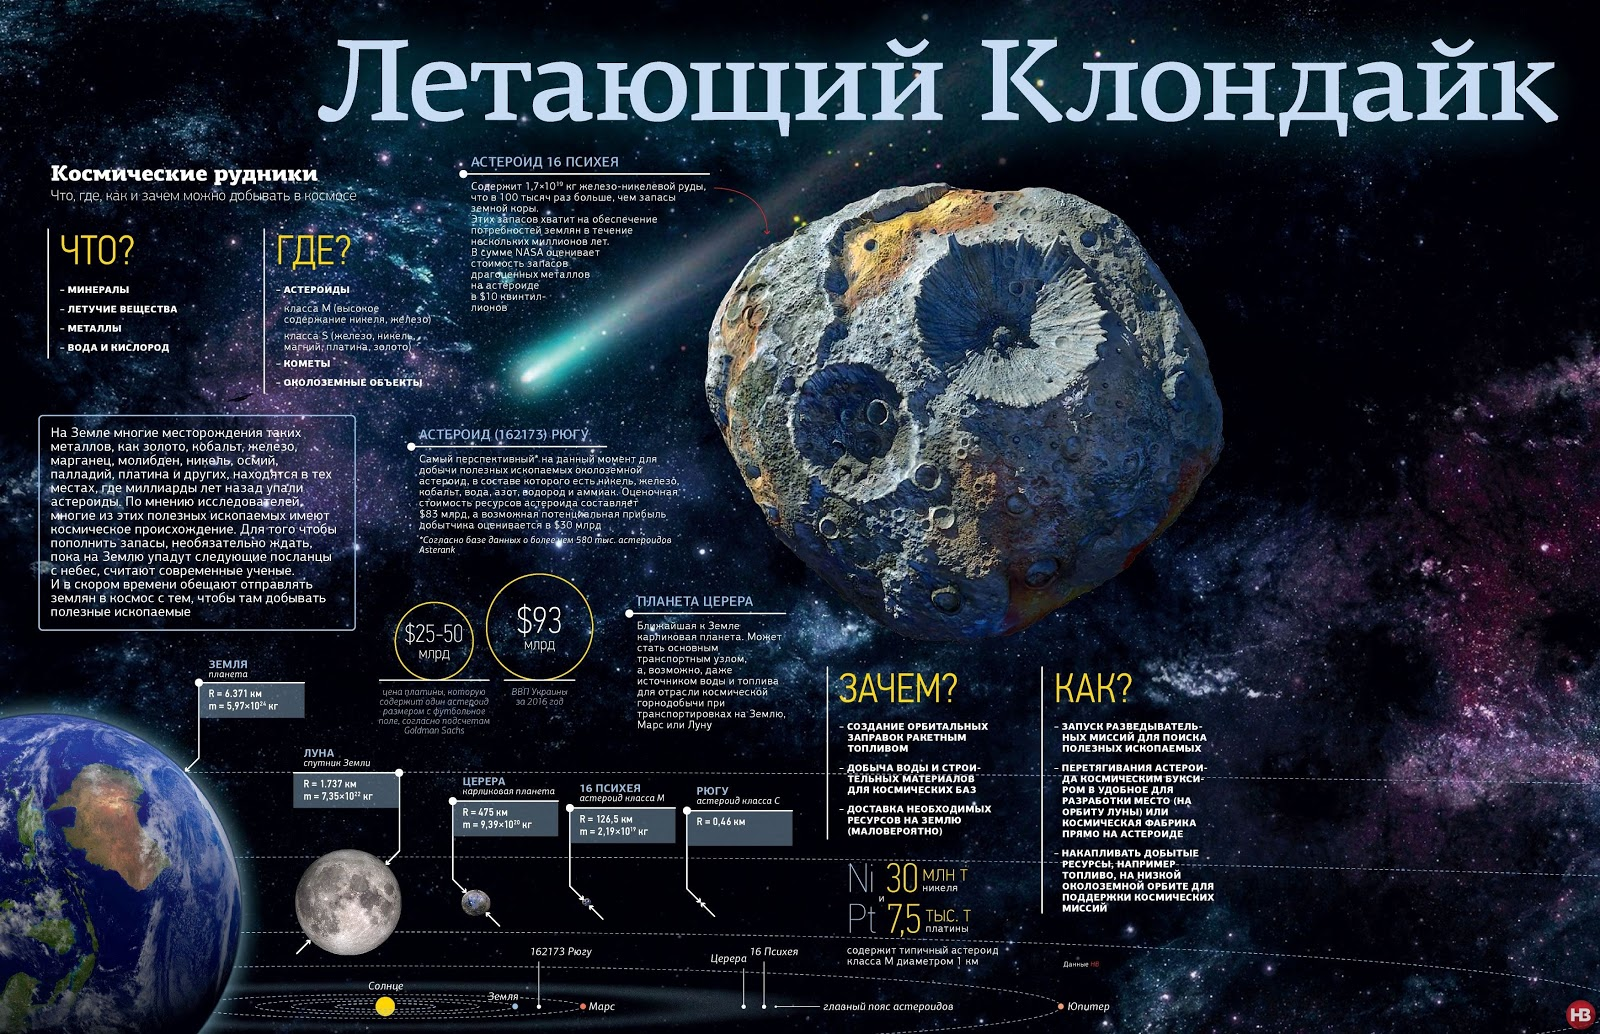 Летающий Клондайк
Космические рудники
Что, где, как и зачем можно добывать в космосе
ЧТО?
– МИНЕРАЛЫ
– ЛЕТУЧИЕ ВЕЩЕСТВА
– МЕТАЛЛЫ
– ВОДА И КИСЛОРОД
ГДЕ?
– АСТЕРОИДЫ
класса M (высокое
содержание никеля, железо)
класса S (железо, никель,
магний, платина, золото)
– КОМЕТЫ
– ОКОЛОЗЕМНЫЕ ОБЪЕКТЫ
АСТЕРОИД 16 ПСИХЕЯ
Содержит 1,7×10¹⁹ кг железо-никелевой руды,
что в 100 тысяч раз больше, чем запасы
земной коры.
Этих запасов хватит на обеспечение
потребностей землян в течение
нескольких миллионов лет.
В сумме NASA оценивает
стоимость запасов
драгоценных металлов
на астероиде
в $10 квинтил-
лионов
На Земле многие месторождения таких
металлов, как золото, кобальт, железо,
марганец, молибден, никель, осмий,
палладий, платина и других, находятся в тех
местах, где миллиарды лет назад упали
астероиды. По мнению исследователей,
многие из этих полезных ископаемых имеют
космическое происхождение. Для того чтобы
пополнить запасы, необязательно ждать,
пока на Землю упадут следующие посланцы
с небес, считают современные ученые.
И в скором времени обещают отправлять
землян в космос с тем, чтобы там добывать
полезные ископаемые
АСТЕРОИД (162173) РЮГУ
Самый перспективный* на данный момент для
добычи полезных ископаемых околоземной
астероид, в составе которого есть никель, железо,
кобальт, вода, азот, водород и аммиак. Оценочная
стоимость ресурсов астероида составляет
$83 млрд, а возможная потенциальная прибыль
добытчика оценивается в $30 млрд
*Согласно базе данных о более чем 580 тыс. астероидов
Asterank
$25-50
млрд
цена платины, которую
содержит один астероид
размером с футбольное
поле, согласно подсчетам
Goldman Sachs
$93
млрд
ВВП Украины
за 2016 год
ПЛАНЕТА ЦЕРЕРА
Ближайшая к Земле
карликовая планета. Может
стать основным
транспортным узлом,
а, возможно, даже
источником воды и топлива
для отрасли космической
горнодобычи при
транспортировках на Землю,
Марс или Луну
ЗАЧЕМ?
– СОЗДАНИЕ ОРБИТАЛЬНЫХ
ЗАПРАВОК РАКЕТНЫМ
ТОПЛИВОМ
– ДОБЫЧА ВОДЫ И СТРОИ-
ТЕЛЬНЫХ МАТЕРИАЛОВ
ДЛЯ КОСМИЧЕСКИХ БАЗ
– ДОСТАВКА НЕОБХОДИМЫХ
РЕСУРСОВ НА ЗЕМЛЮ
(МАЛОВЕРОЯТНО)
КАК?
– ЗАПУСК РАЗВЕДЫВАТЕЛЬ-
НЫХ МИССИЙ ДЛЯ ПОИСКА
ПОЛЕЗНЫХ ИСКОПАЕМЫХ
– ПЕРЕТЯГИВАНИЯ АСТЕРОИ-
ДА КОСМИЧЕСКИМ БУКСИ-
РОМ В УДОБНОЕ ДЛЯ
РАЗРАБОТКИ МЕСТО (НА
ОРБИТУ ЛУНЫ) ИЛИ
КОСМИЧЕСКАЯ ФАБРИКА
ПРЯМО НА АСТЕРОИДЕ
– НАКАПЛИВАТЬ ДОБЫТЫЕ
РЕСУРСЫ, НАПРИМЕР
ТОПЛИВО, НА НИЗКОЙ
ОКОЛОЗЕМНОЙ ОРБИТЕ ДЛЯ
ПОДДЕРЖКИ КОСМИЧЕСКИХ
МИССИЙ
ЗЕМЛЯ
планета
R = 6.371 км
m = 5,97×10²⁴ кг
ЛУНА
спутник Земли
R = 1.737 км
m = 7,35×10²² кг
ЦЕРЕРА
карликовая планета
R = 475 км
m = 9,39×10²⁰ кг
16 ПСИХЕЯ
астероид класса M
R = 126,5 км
m = 2,19×10¹⁹ кг
РЮГУ
астероид класса C
R = 0,46 км
Ni 30 МЛН Т
никеля
и
Pt 7,5 ТЫС. Т
платины
содержит типичный астероид
класса M диаметром 1 км
Данные НВ
Солнце
Земля
162173 Рюгу
Марс
Церера
16 Психея
главный пояс астероидов
Юпитер
НВ